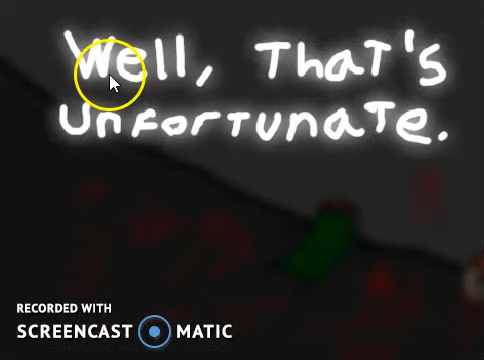 Well, That's
Unfortunate.
RECORDED WITH
SCREENCAST MATIC